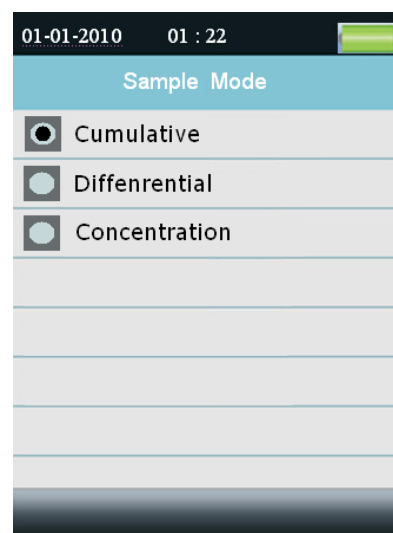 01-01-2010 01 : 22
Sample Mode
Cumulative
Diffenrential
Concentration